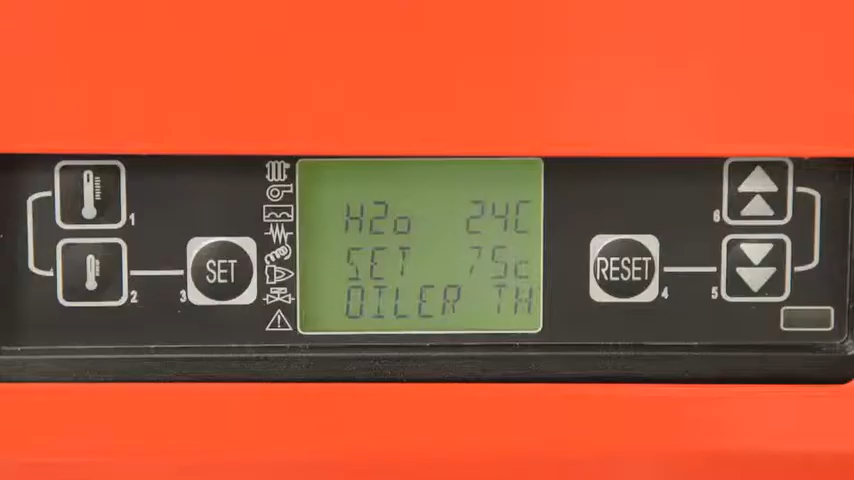 H2o 24C
SET 75c
OILER TH
1
2
3 SET
RESET 4
6
5